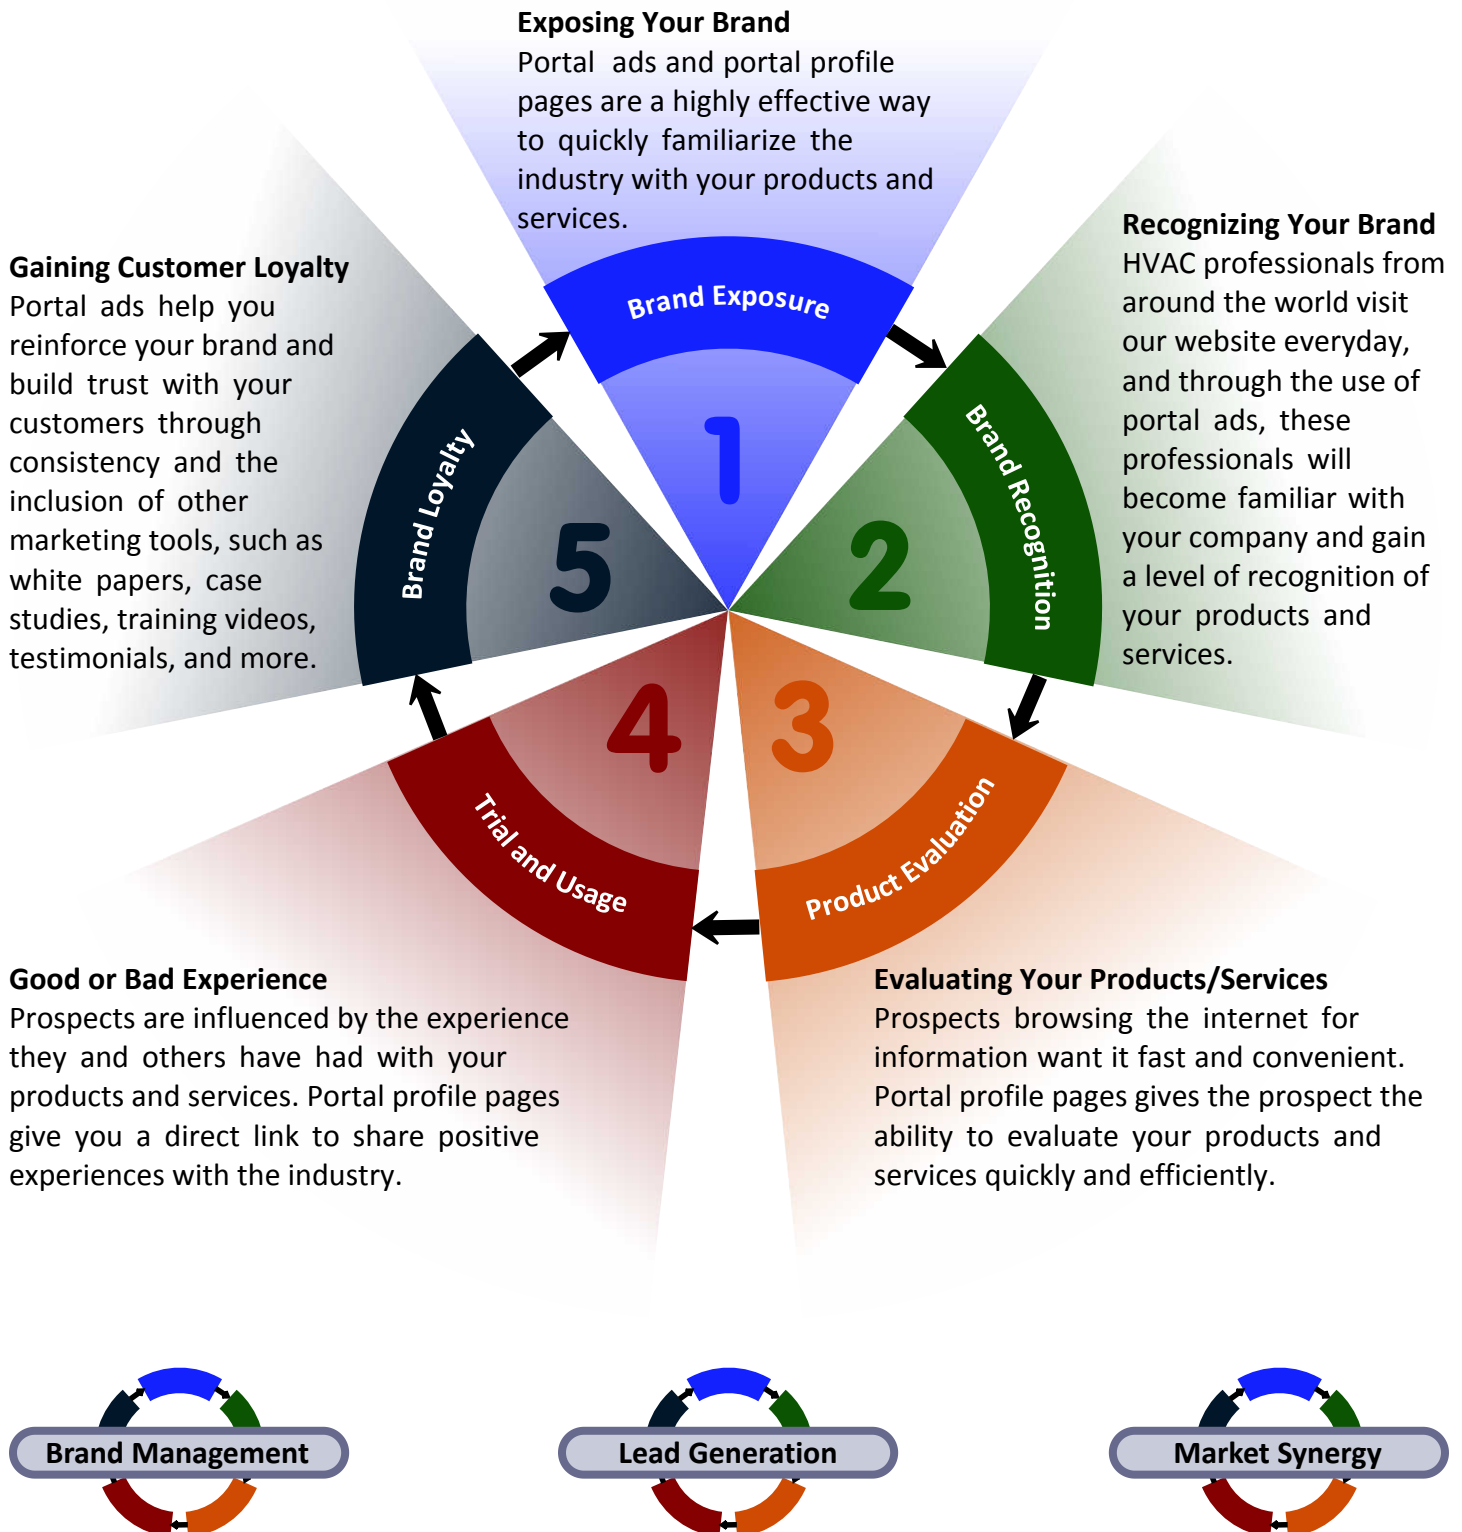 Exposing Your Brand
Portal ads and portal profile
pages are a highly effective way
to quickly familiarize the
industry with your products and
services.
Brand Exposure
1
Recognizing Your Brand
HVAC professionals from
around the world visit
our website everyday,
and through the use of
portal ads, these
professionals will
become familiar with
your company and gain
a level of recognition of
your products and
services.
Brand Recognition
2
Evaluating Your Products/Services
Prospects browsing the internet for
information want it fast and convenient.
Portal profile pages gives the prospect the
ability to evaluate your products and
services quickly and efficiently.
Product Evaluation
3
Good or Bad Experience
Prospects are influenced by the experience
they and others have had with your
products and services. Portal profile pages
give you a direct link to share positive
experiences with the industry.
Trial and Usage
4
Gaining Customer Loyalty
Portal ads help you
reinforce your brand and
build trust with your
customers through
consistency and the
inclusion of other
marketing tools, such as
white papers, case
studies, training videos,
testimonials, and more.
Brand Loyalty
5
Brand Management
Lead Generation
Market Synergy